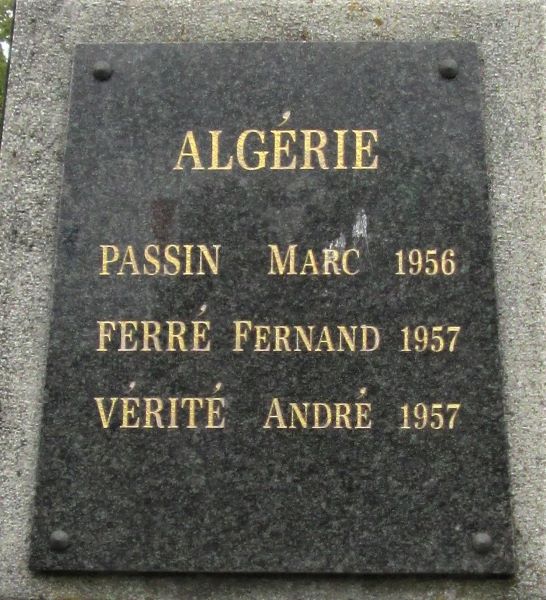 ALGÉRIE
PASSIN MARC 1956
FERRÉ FERNAND 1957
VÉRITÉ ANDRÉ 1957